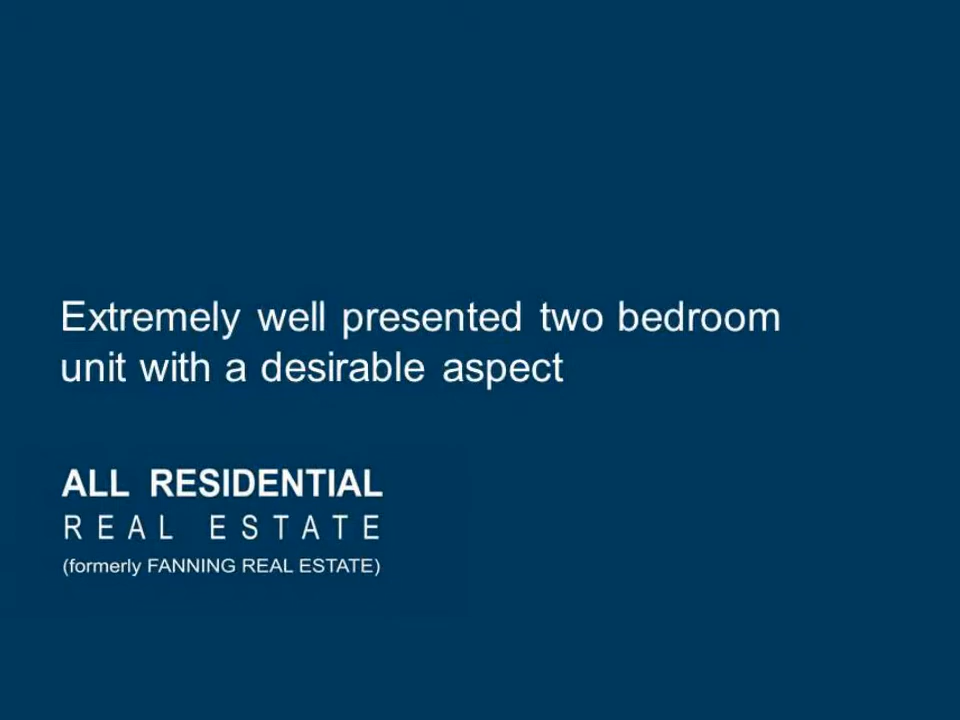 Extremely well presented two bedroom
unit with a desirable aspect
ALL RESIDENTIAL
REAL ESTATE
(formerly FANNING REAL ESTATE)